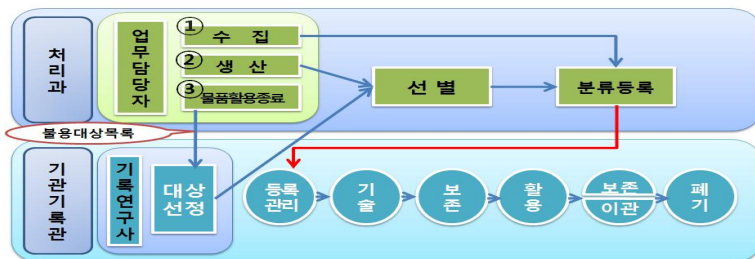 처리과
업무담당자
① 수 집
② 생 산
③ 물품활용종료
선 별
분류등록
불용대상목록
기관기록관
기록연구사
대상
선정
등록
관리
기
술
보
존
활
용
보존
이관
폐
기